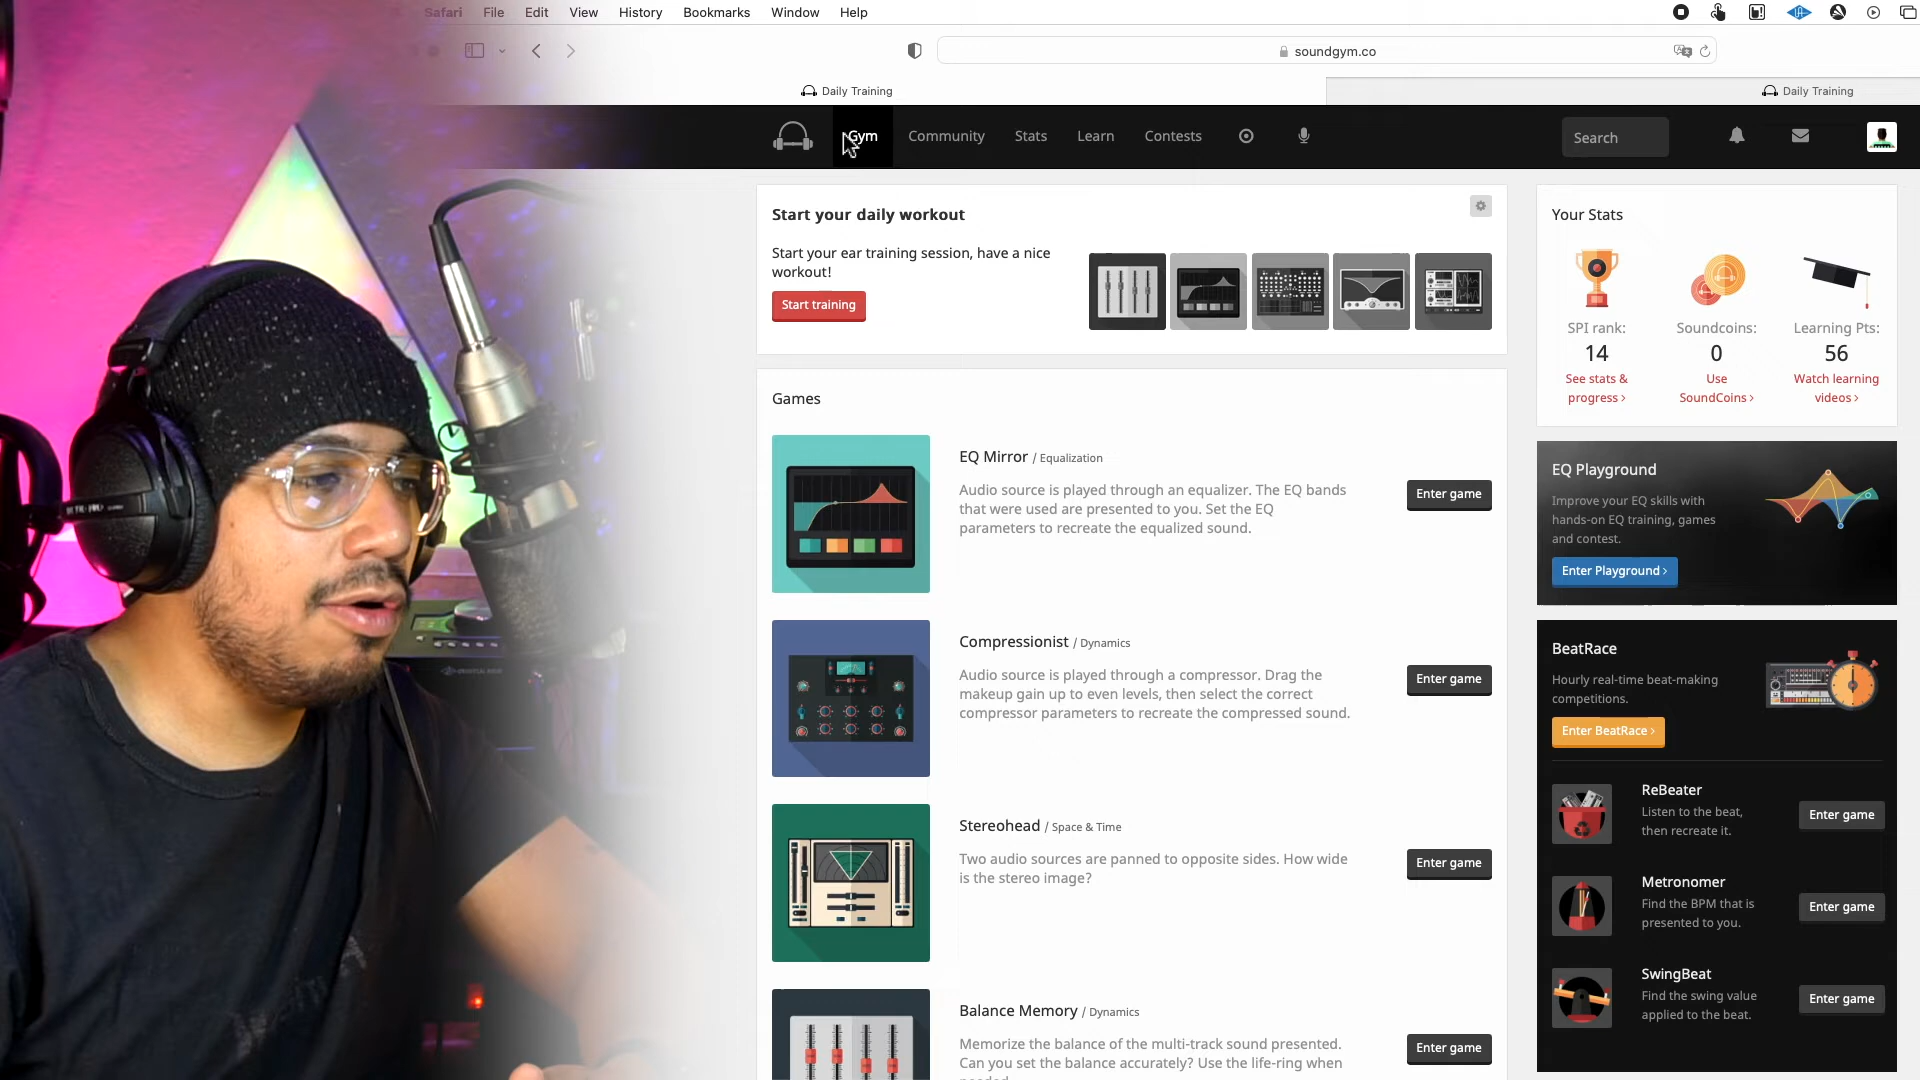 Safari File Edit View History Bookmarks Window Help
soundgym.co
Daily Training
Daily Training
Gym Community Stats Learn Contests
Search
Start your daily workout
Start your ear training session, have a nice
workout!
Start training
Games
EQ Mirror / Equalization
Audio source is played through an equalizer. The EQ bands
that were used are presented to you. Set the EQ
parameters to recreate the equalized sound.
Enter game
Compressionist / Dynamics
Audio source is played through a compressor. Drag the
makeup gain up to even levels, then select the correct
compressor parameters to recreate the compressed sound.
Enter game
Stereohead / Space & Time
Two audio sources are panned to opposite sides. How wide
is the stereo image?
Enter game
Balance Memory / Dynamics
Memorize the balance of the multi-track sound presented.
Can you set the balance accurately? Use the life-ring when
Enter game
Your Stats
SPI rank: Soundcoins: Learning Pts:
14 0 56
See stats & Use Watch learning
progress › SoundCoins › videos ›
EQ Playground
Improve your EQ skills with
hands-on EQ training, games
and contest.
Enter Playground ›
BeatRace
Hourly real-time beat-making
competitions.
Enter BeatRace ›
ReBeater
Listen to the beat,
then recreate it.
Enter game
Metronomer
Find the BPM that is
presented to you.
Enter game
SwingBeat
Find the swing value
applied to the beat.
Enter game